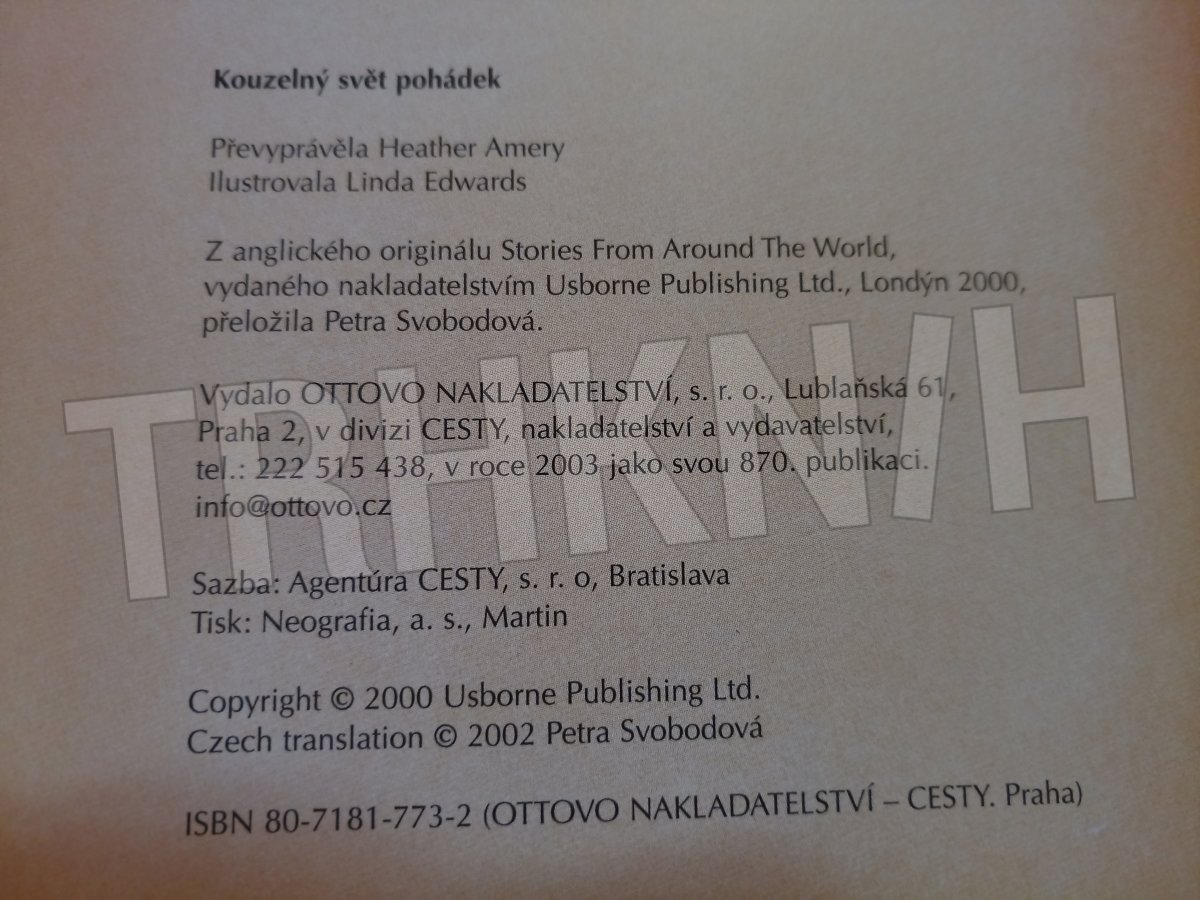 Kouzelný svět pohádek
Převyprávěla Heather Amery
Ilustrovala Linda Edwards
Z anglického originálu Stories From Around The World,
vydaného nakladatelstvím Usborne Publishing Ltd., Londýn 2000,
přeložila Petra Svobodová.
Vydalo OTTOVO NAKLADATELSTVÍ, s. r. o., Lublaňská 61,
Praha 2, v divizi CESTY, nakladatelství a vydavatelství,
tel.: 222 515 438, v roce 2003 jako svou 870. publikaci.
info@ottovo.cz
TRHKNIH
Sazba: Agentúra CESTY, s. r. o, Bratislava
Tisk: Neografia, a. s., Martin
Copyright © 2000 Usborne Publishing Ltd.
Czech translation © 2002 Petra Svobodová
ISBN 80-7181-773-2 (OTTOVO NAKLADATELSTVÍ – CESTY. Praha)